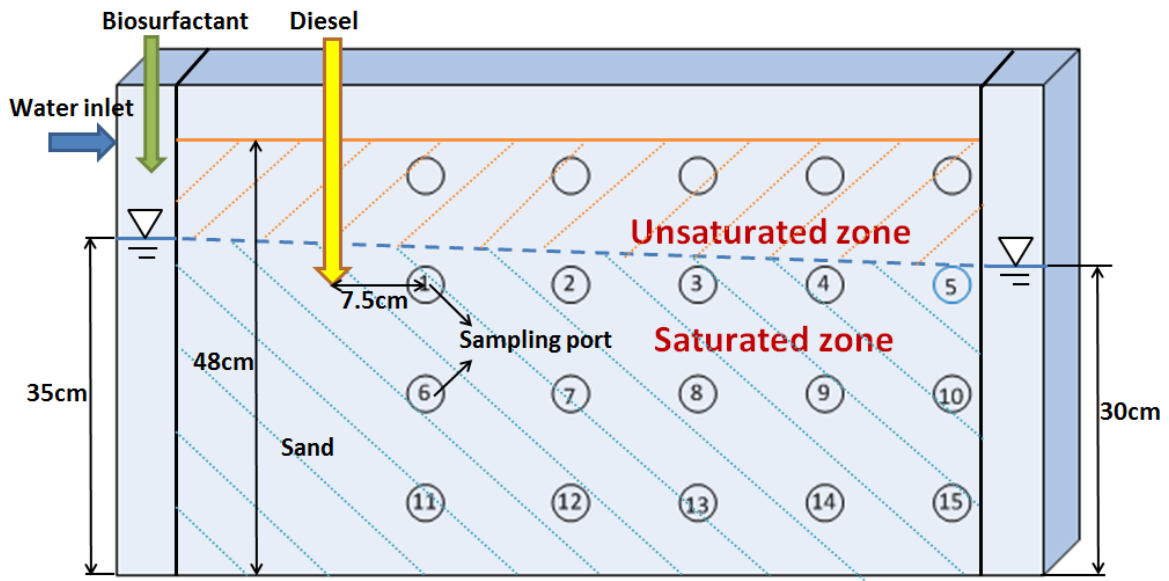 Biosurfactant
Diesel
Water inlet
Unsaturated zone
1
2
3
4
5
7.5cm
Sampling port
Saturated zone
48cm
35cm
6
7
8
9
10
30cm
Sand
11
12
13
14
15